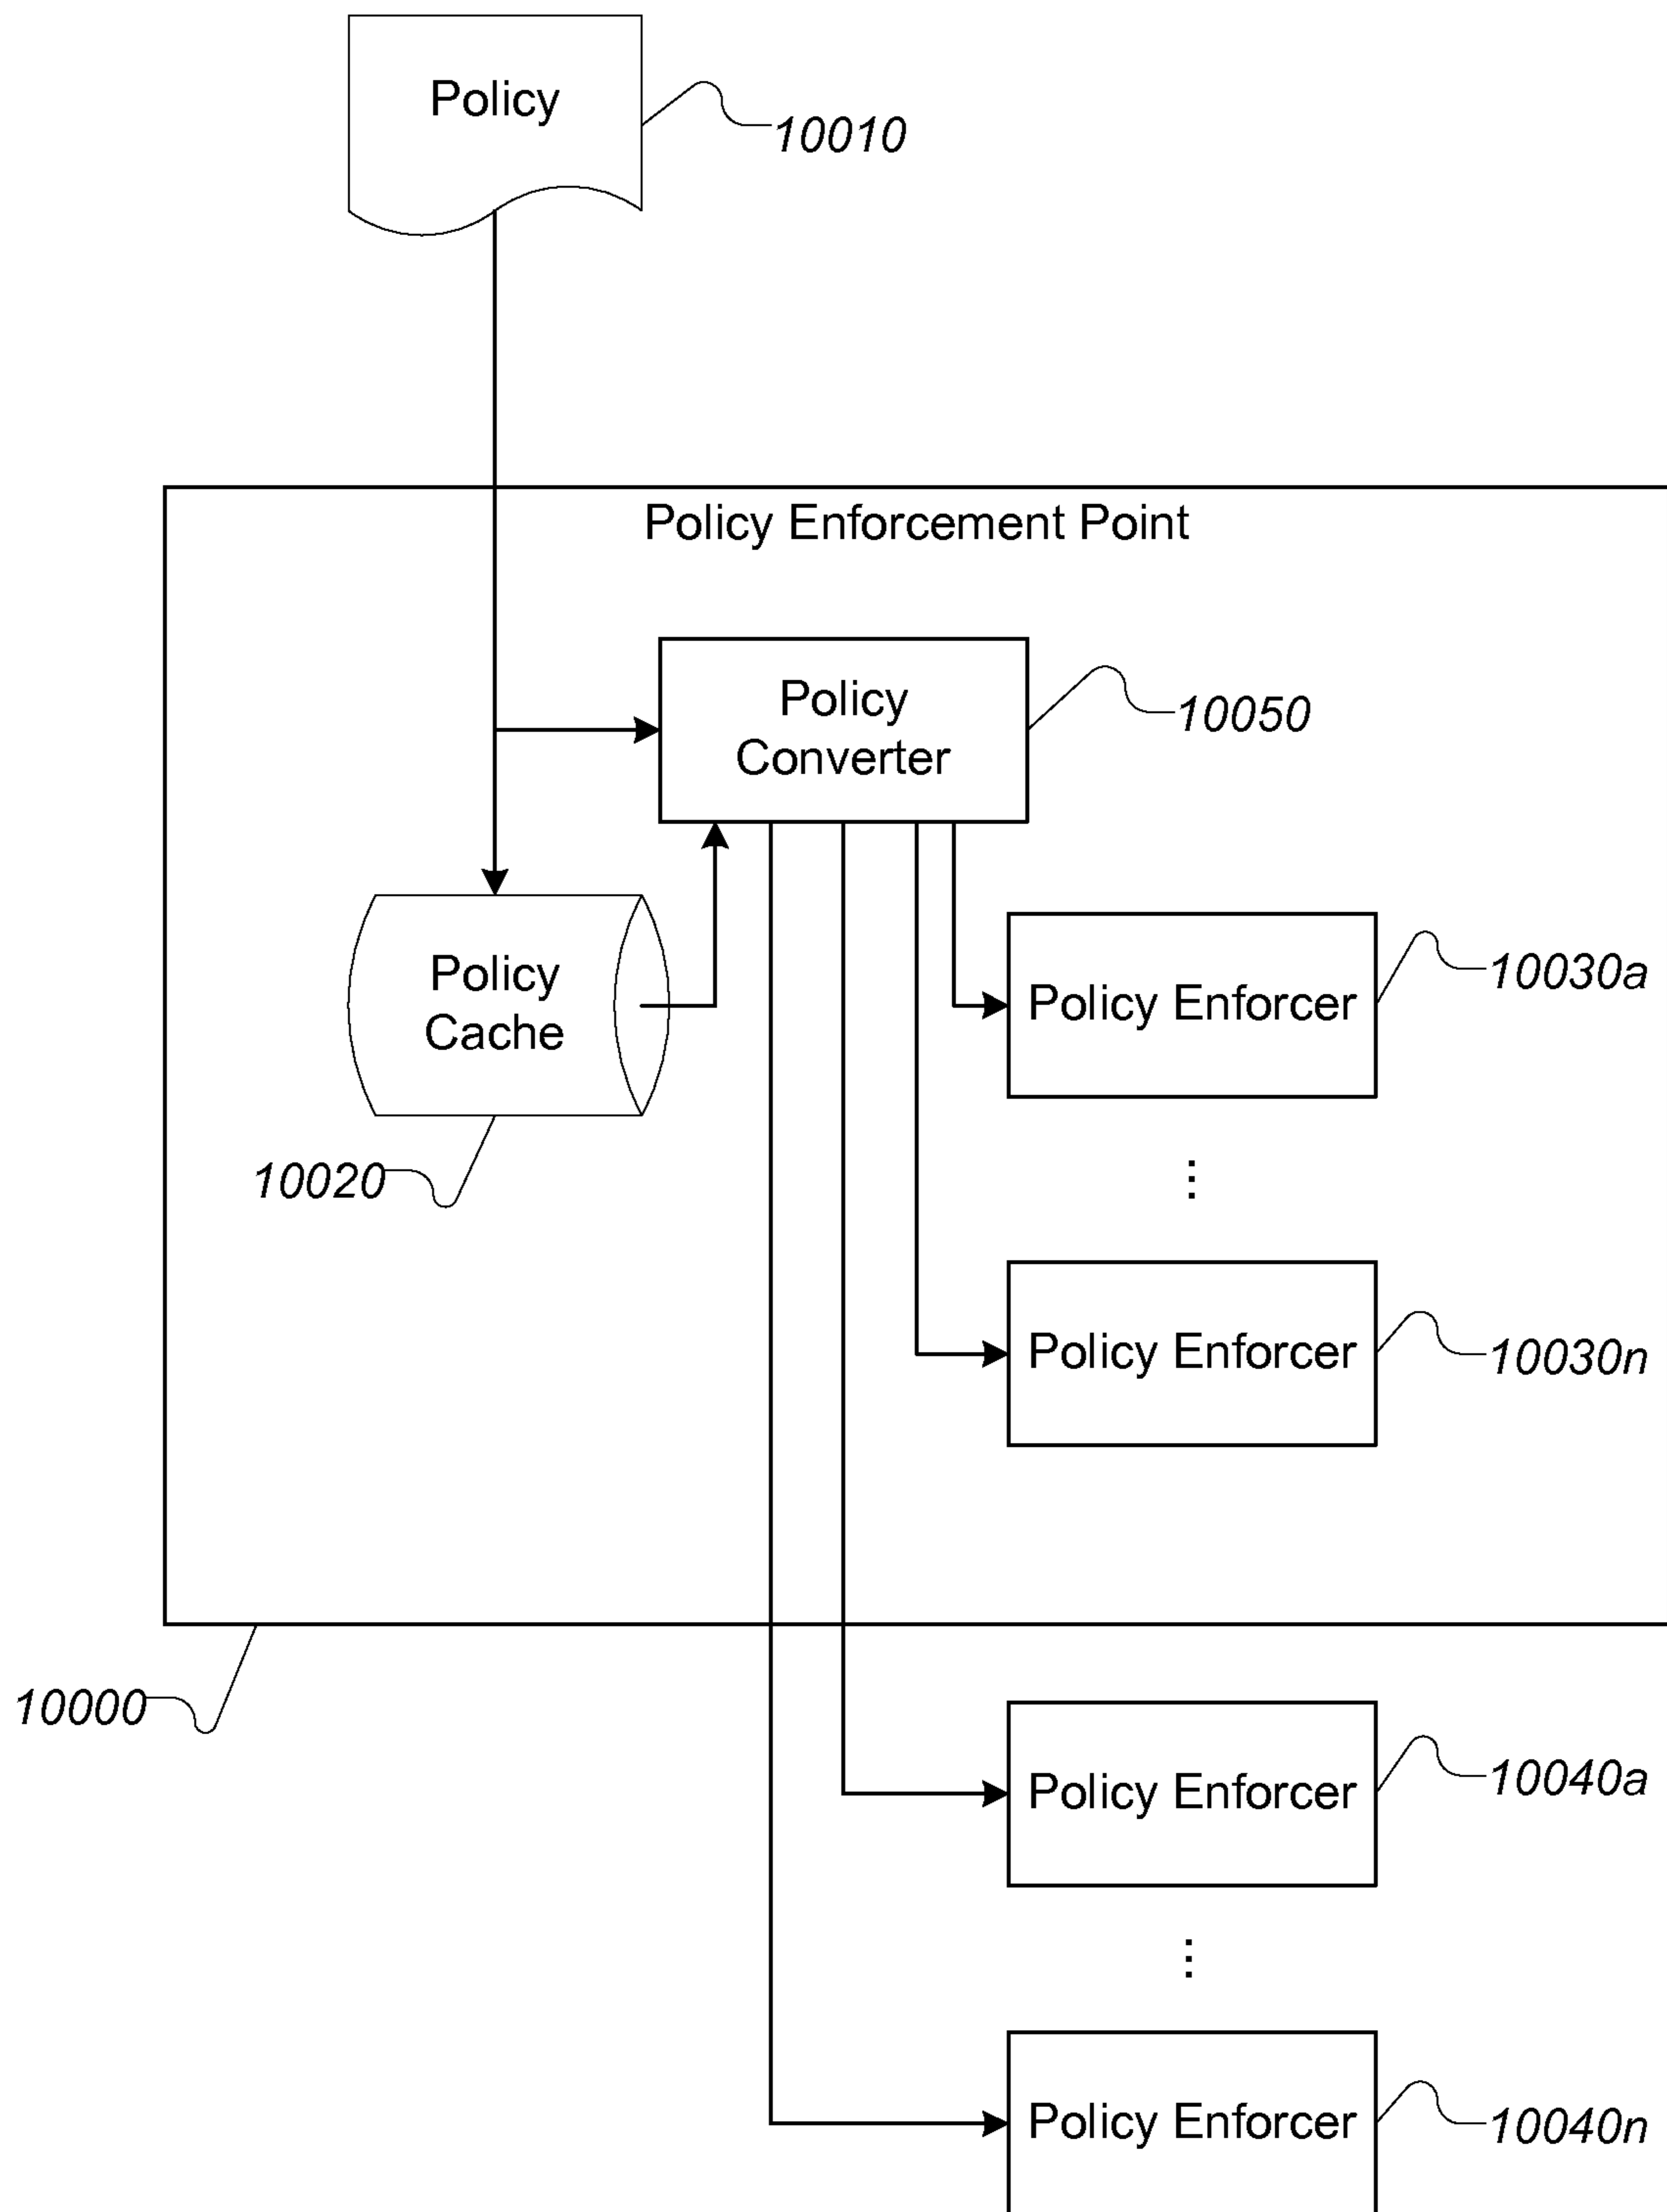 Policy
10010
Policy Enforcement Point
Policy
Converter
10050
Policy
Cache
10020
Policy Enforcer
10030a
⋮
Policy Enforcer
10030n
10000
Policy Enforcer
10040a
⋮
Policy Enforcer
10040n